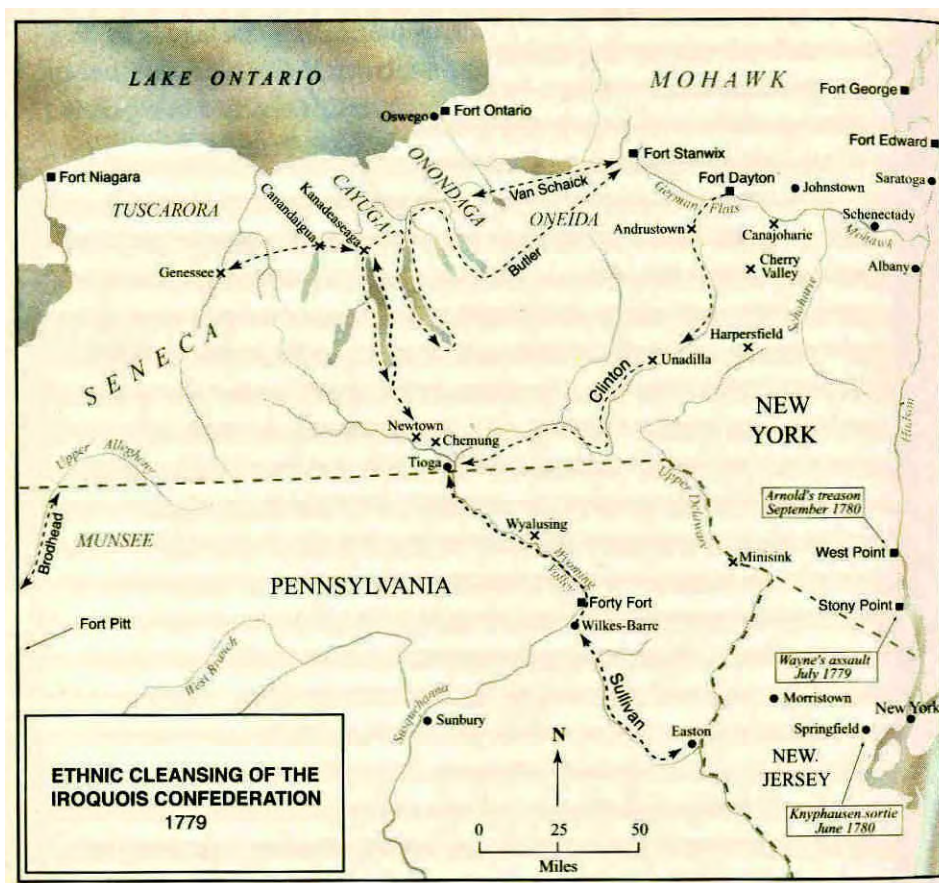 LAKE ONTARIO
MOHAWK
Fort George
Oswego
Fort Ontario
Fort Edward
Fort Niagara
TUSCARORA
Canandaigua
Kanadeaseaga
CAYUGA
ONONDAGA
Van Schaick
Fort Stanwix
ONEIDA
German Flats
Fort Dayton
Johnstown
Saratoga
Schenectady
Mohawk
Andrustown
Canajoharie
Genessee
Butler
Cherry
Valley
Albany
Schoharie
SENECA
Harpersfield
Unadilla
Clinton
NEW
YORK
Hudson
Newtown
Chemung
Tioga
Upper Allegheny
Upper Delaware
Arnold's treason
September 1780
Brodhead
MUNSEE
Wyalusing
Wyoming
Valley
Minisink
West Point
PENNSYLVANIA
Forty Fort
Stony Point
Fort Pitt
Wilkes-Barre
Wayne's assault
July 1779
West Branch
Sullivan
Morristown
New York
Susquehanna
Sunbury
Easton
Springfield
N
NEW.
JERSEY
ETHNIC CLEANSING OF THE
IROQUOIS CONFEDERATION
1779
Knyphausen sortie
June 1780
0 25 50
Miles